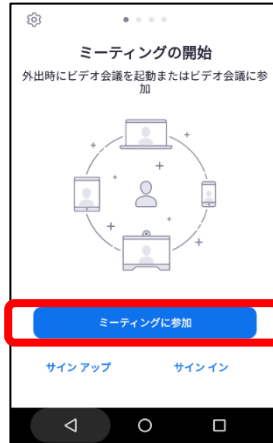 ミーティングの開始
外出時にビデオ会議を起動またはビデオ会議に参
加
ミーティングに参加
サイン アップ
サイン イン